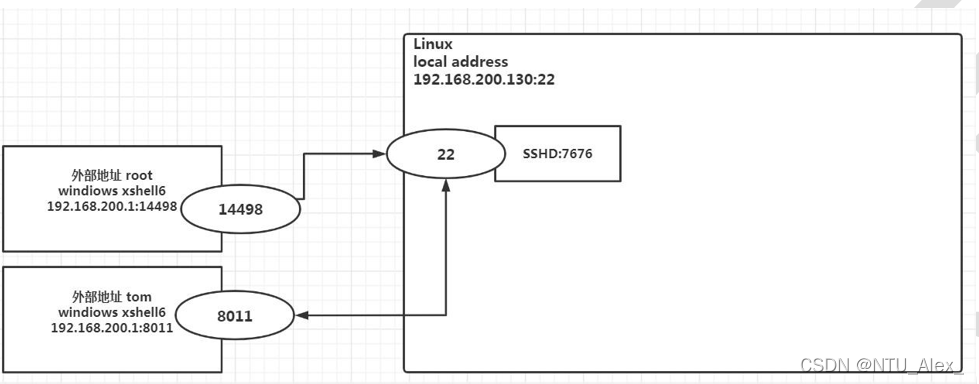 Linux
local address
192.168.200.130:22
22
SSHD:7676
外部地址 root
windows xshell6
192.168.200.1:14498
14498
外部地址 tom
windows xshell6
192.168.200.1:8011
8011
CSDN @NTU_Alex_